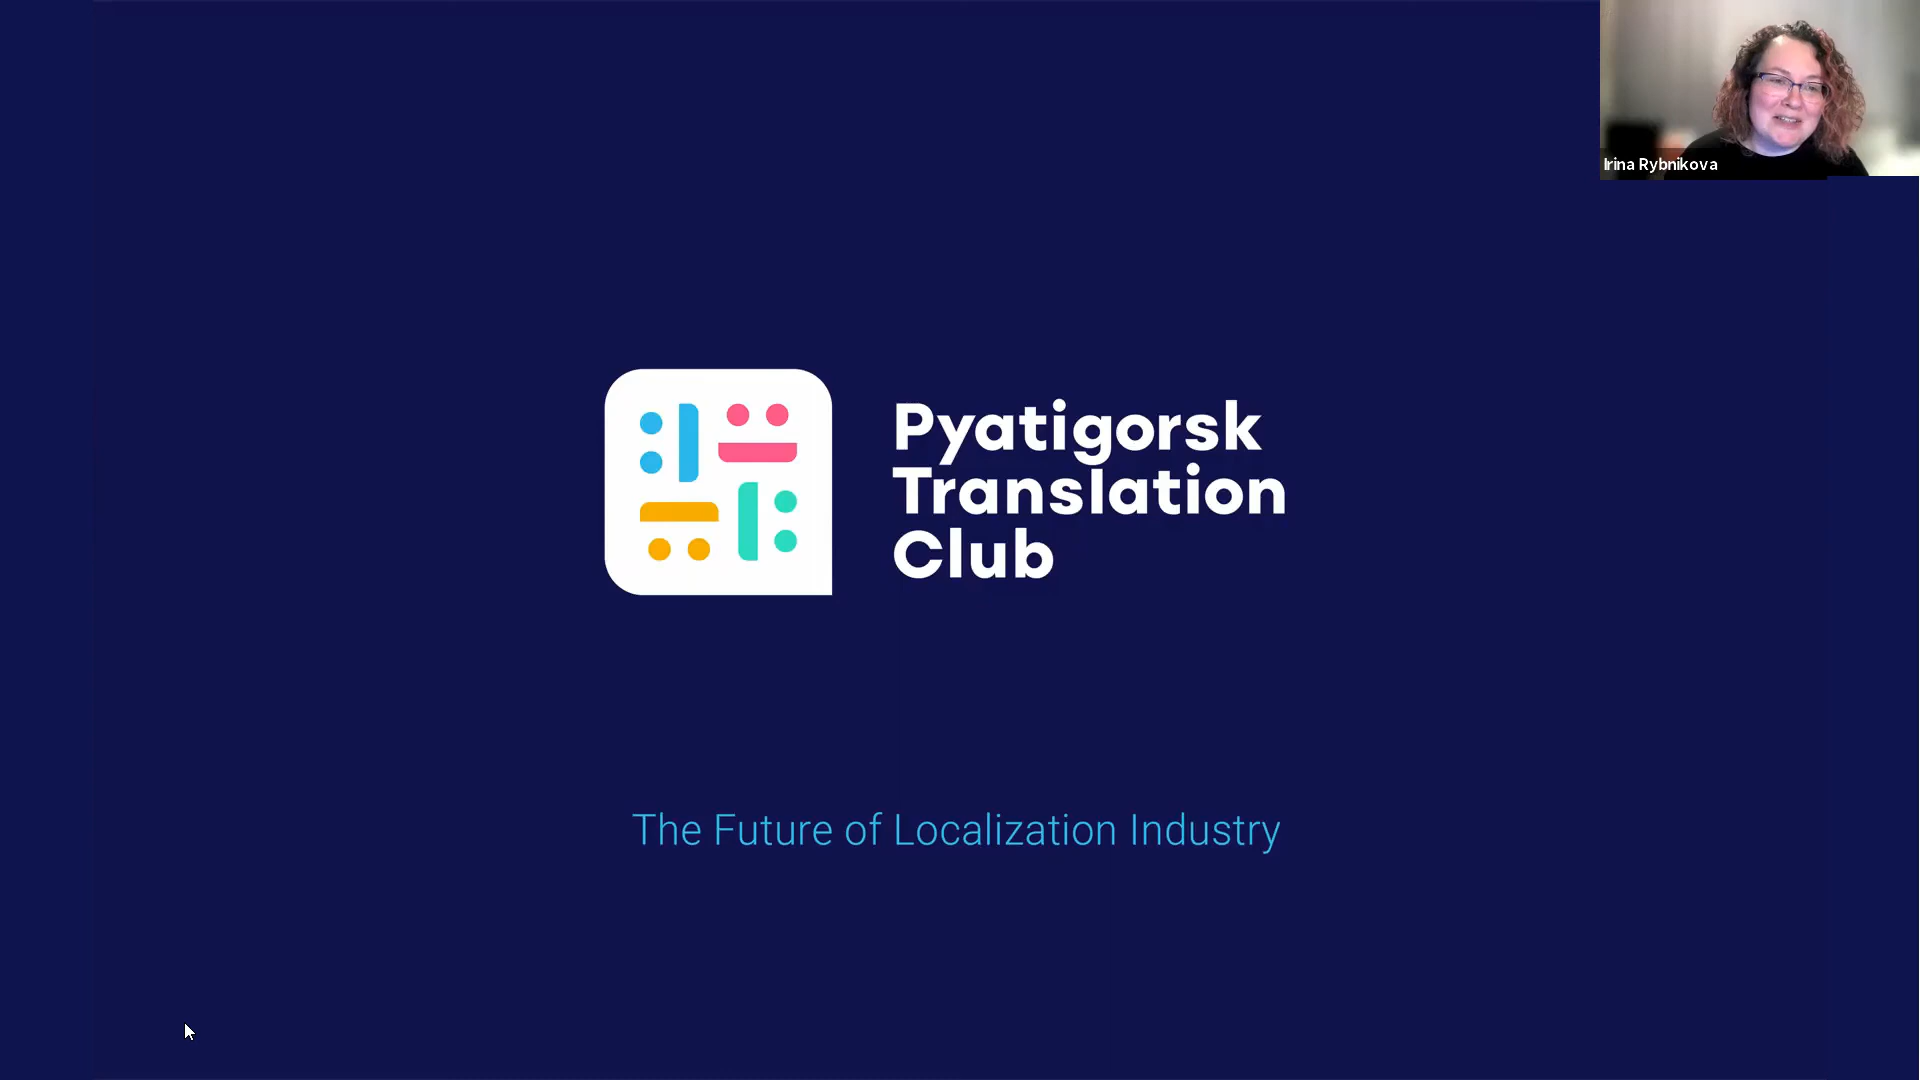 Irina Rybnikova
Pyatigorsk
Translation
Club
The Future of Localization Industry